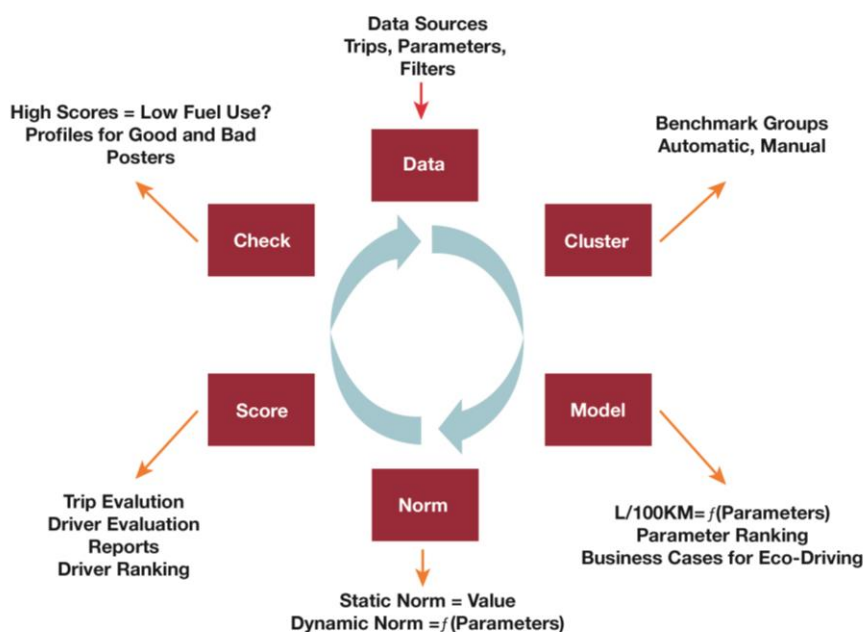 Data Sources
Trips, Parameters,
Filters
High Scores = Low Fuel Use?
Profiles for Good and Bad
Posters
Benchmark Groups
Automatic, Manual
Data
Check
Cluster
Score
Model
Norm
Trip Evalution
Driver Evaluation
Reports
Driver Ranking
L/100KM=ƒ(Parameters)
Parameter Ranking
Business Cases for Eco-Driving
Static Norm = Value
Dynamic Norm =ƒ(Parameters)